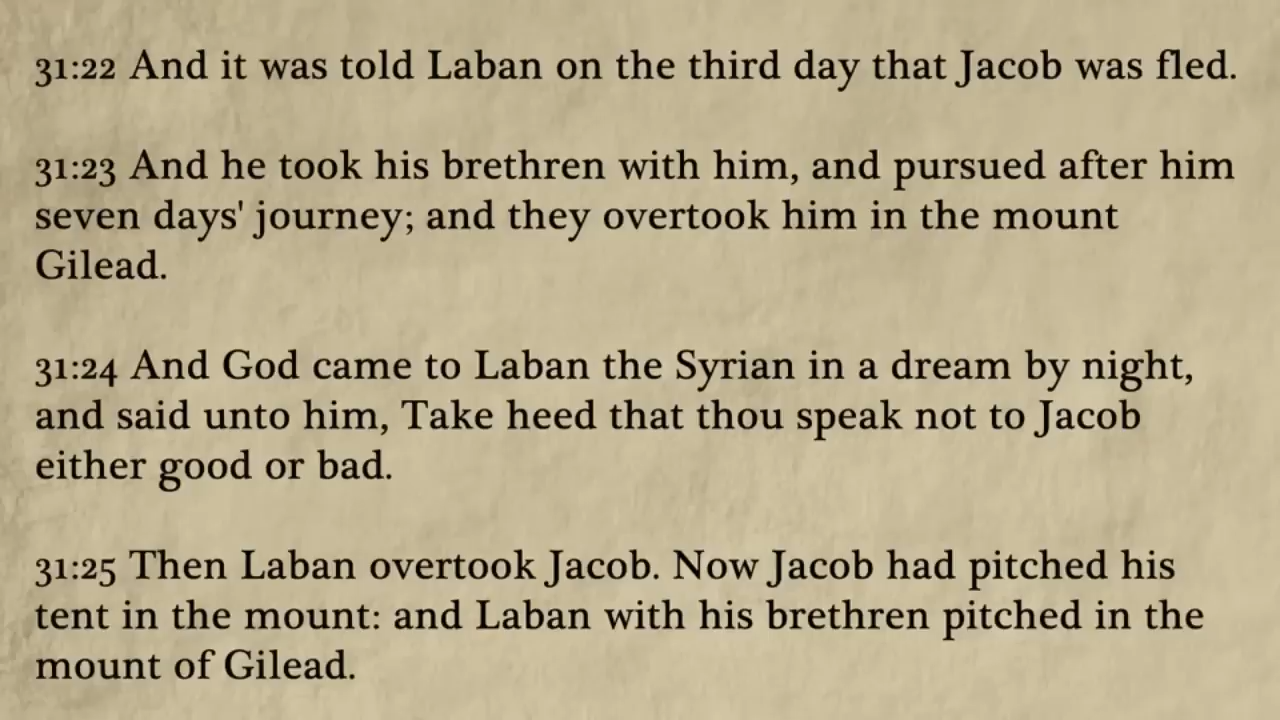 31:22 And it was told Laban on the third day that Jacob was fled.
31:23 And he took his brethren with him, and pursued after him
seven days' journey; and they overtook him in the mount
Gilead.
31:24 And God came to Laban the Syrian in a dream by night,
and said unto him, Take heed that thou speak not to Jacob
either good or bad.
31:25 Then Laban overtook Jacob. Now Jacob had pitched his
tent in the mount: and Laban with his brethren pitched in the
mount of Gilead.